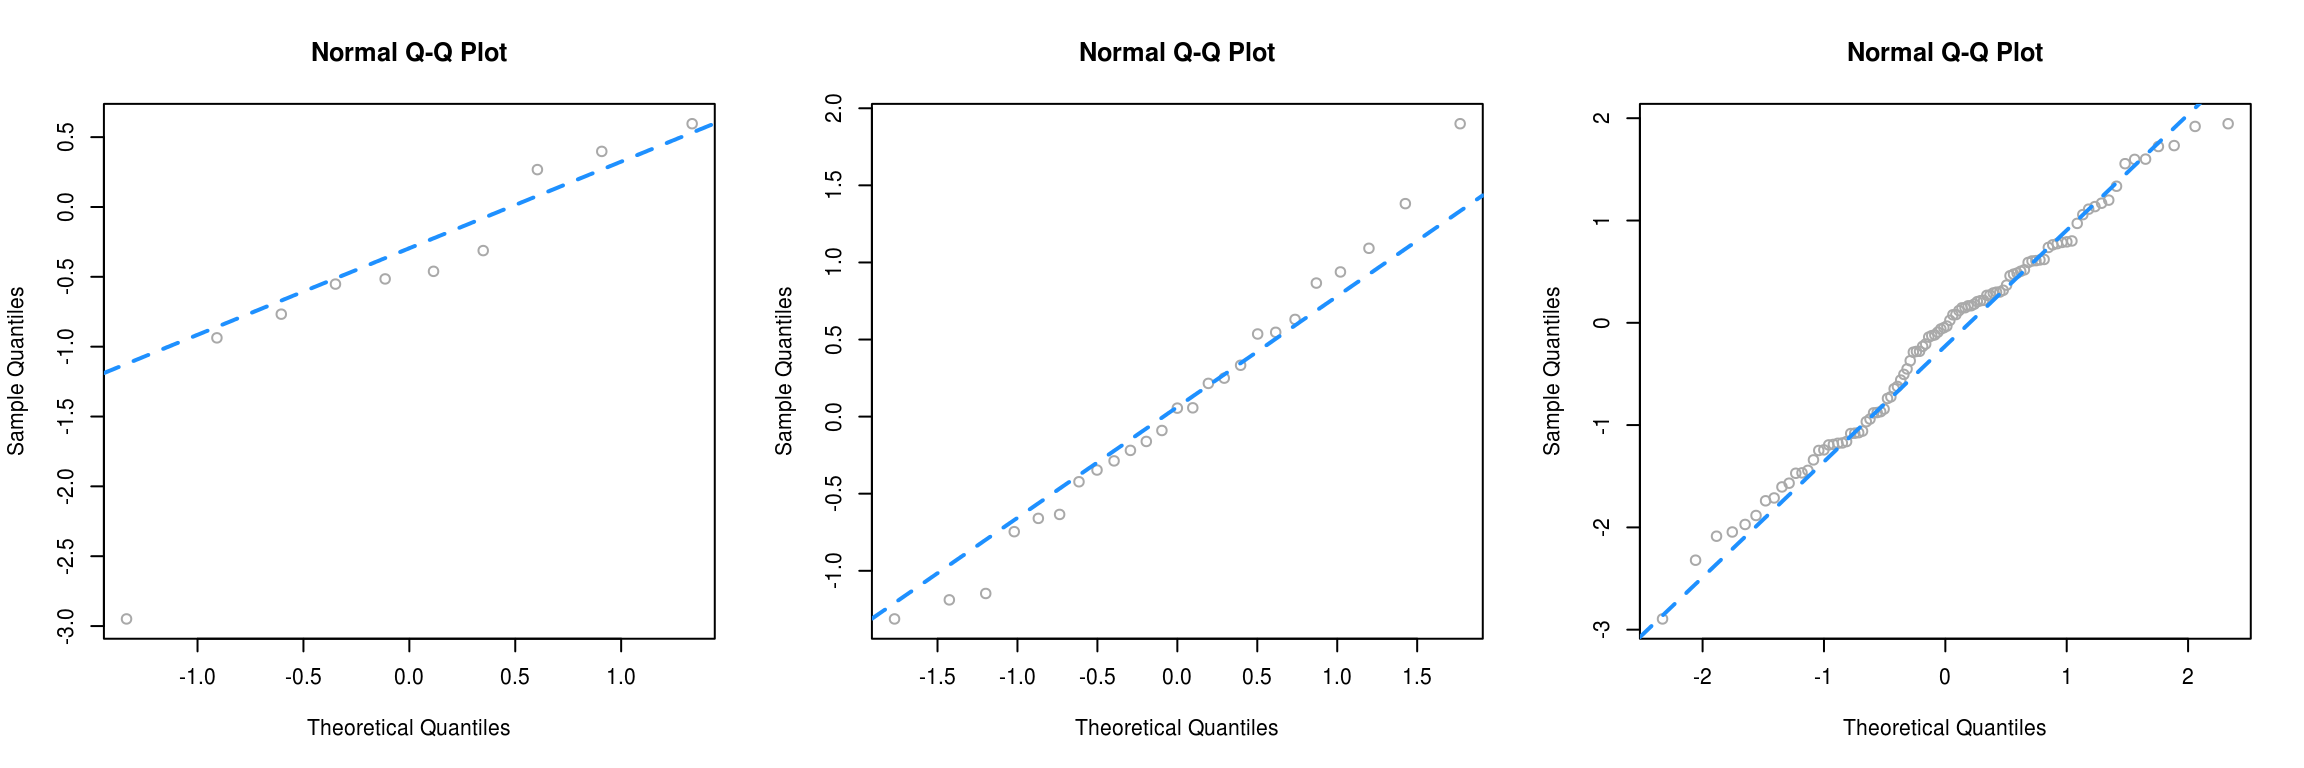 Normal Q-Q Plot
Sample Quantiles
0.5
0.0
-0.5
-1.0
-1.5
-2.0
-2.5
-3.0
-1.0 -0.5 0.0 0.5 1.0
Theoretical Quantiles
Normal Q-Q Plot
Sample Quantiles
2.0
1.5
1.0
0.5
0.0
-0.5
-1.0
-1.5 -1.0 -0.5 0.0 0.5 1.0 1.5
Theoretical Quantiles
Normal Q-Q Plot
Sample Quantiles
2
1
0
-1
-2
-3
-2 -1 0 1 2
Theoretical Quantiles